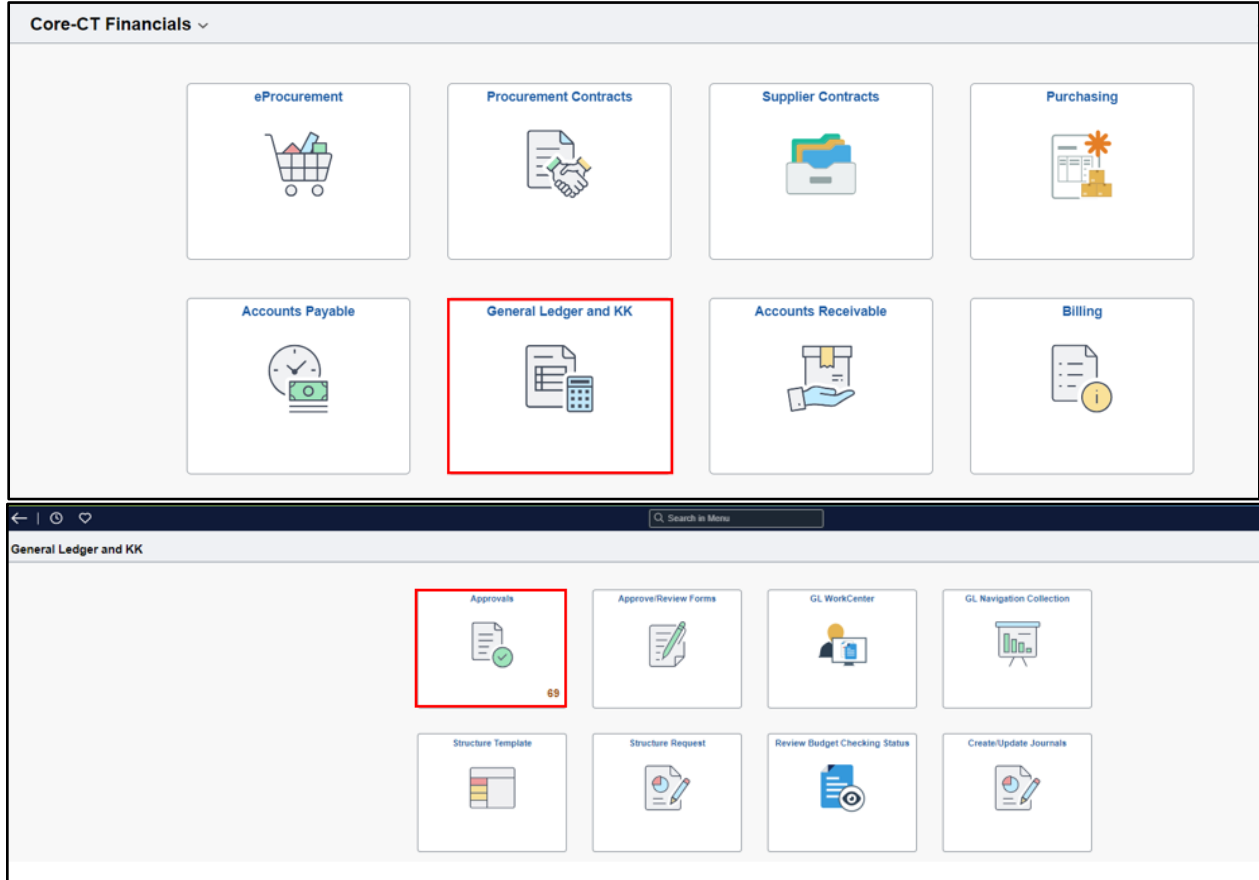 Core-CT Financials
eProcurement
Procurement Contracts
Supplier Contracts
Purchasing
Accounts Payable
General Ledger and KK
Accounts Receivable
Billing
i
Search in Menu
General Ledger and KK
Approvals
69
Approve/Review Forms
GL WorkCenter
GL Navigation Collection
Structure Template
Structure Request
Review Budget Checking Status
Create/Update Journals